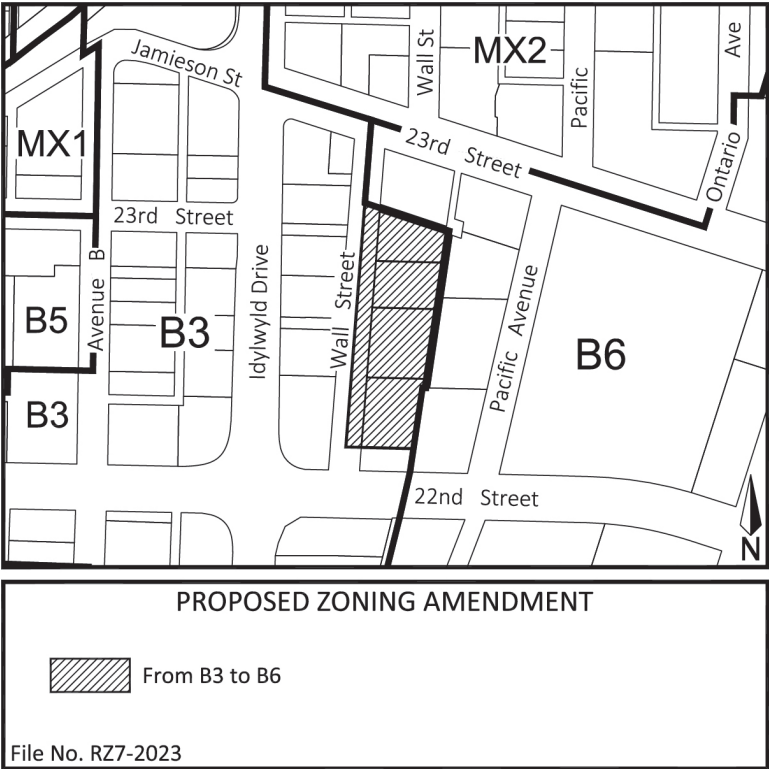 Jamieson St
Wall St
MX2
Pacific
Ave
Ontario
MX1
23rd Street
23rd Street
Avenue B
B5
B3
Idylwyld Drive
Wall Street
Pacific Avenue
B6
B3
22nd Street
N
PROPOSED ZONING AMENDMENT
From B3 to B6
File No. RZ7-2023